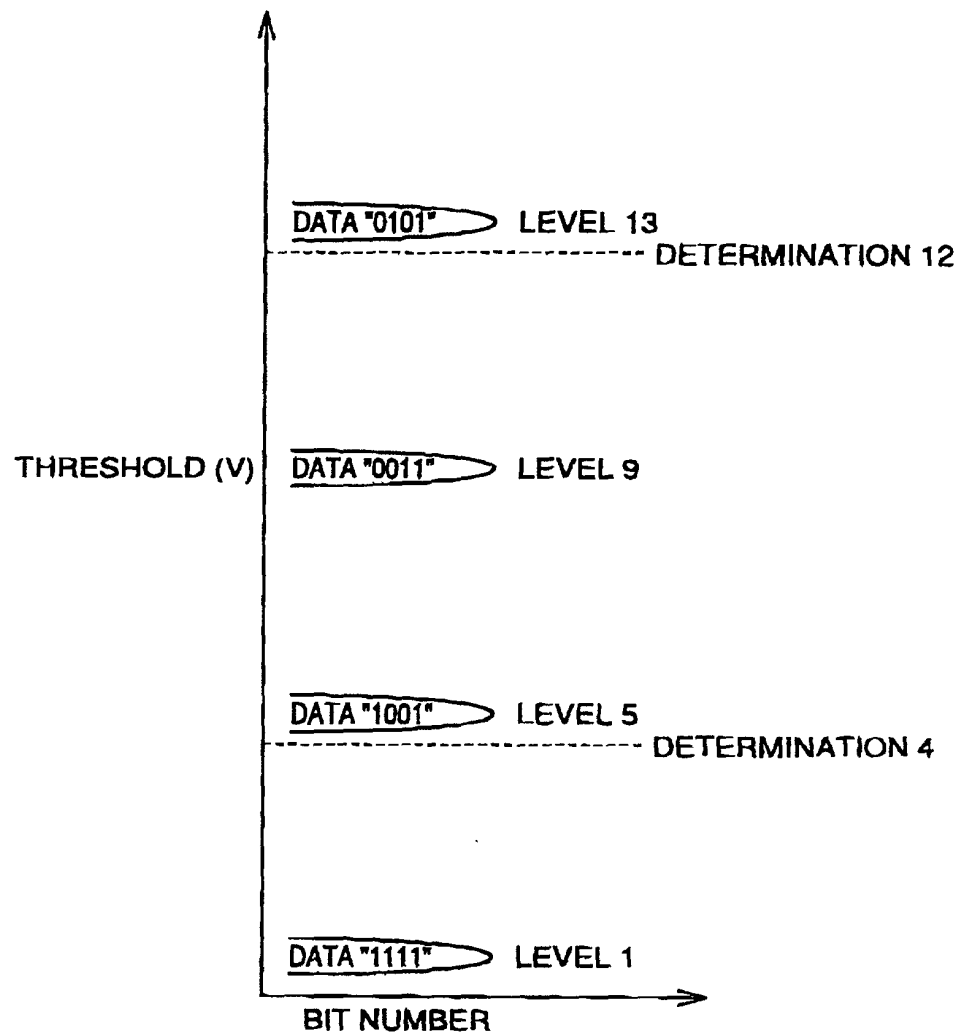 DATA "0101" LEVEL 13
DETERMINATION 12
THRESHOLD (V) DATA "0011" LEVEL 9
DATA "1001" LEVEL 5
DETERMINATION 4
DATA "1111" LEVEL 1
BIT NUMBER